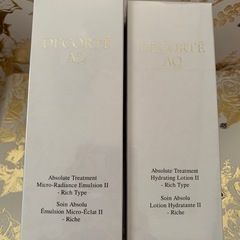 DECORTÉ
AQ
Absolute Treatment
Micro-Radiance Emulsion II
- Rich Type
Soin Absolu
Émulsion Micro-Éclat II
- Riche
DECORTÉ
AQ
Absolute Treatment
Hydrating Lotion II
- Rich Type
Soin Absolu
Lotion Hydratante II
- Riche